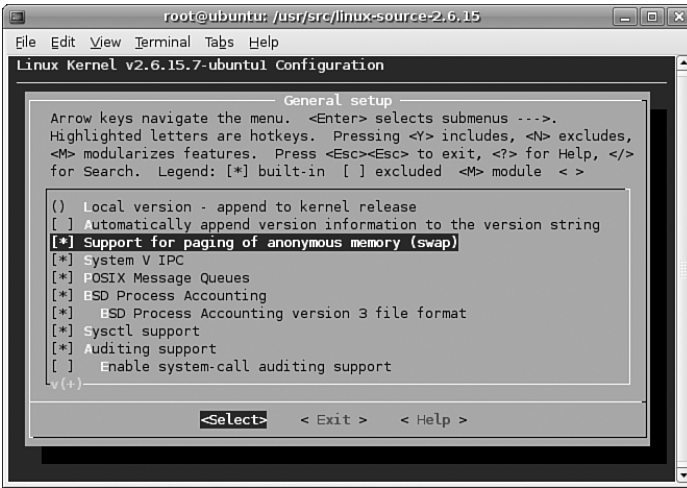 root@ubuntu: /usr/src/linux-source-2.6.15
File Edit View Terminal Tabs Help
Linux Kernel v2.6.15.7-ubuntu1 Configuration
General setup
Arrow keys navigate the menu. <Enter> selects submenus --->.
Highlighted letters are hotkeys. Pressing <Y> includes, <N> excludes,
<M> modularizes features. Press <Esc><Esc> to exit, <?> for Help, </>
for Search. Legend: [*] built-in [ ] excluded <M> module < >
() Local version - append to kernel release
[ ] Automatically append version information to the version string
[*] Support for paging of anonymous memory (swap)
[*] System V IPC
[*] POSIX Message Queues
[*] BSD Process Accounting
[*] BSD Process Accounting version 3 file format
[*] Sysctl support
[*] Auditing support
[ ] Enable system-call auditing support
v(+)
<Select> < Exit > < Help >